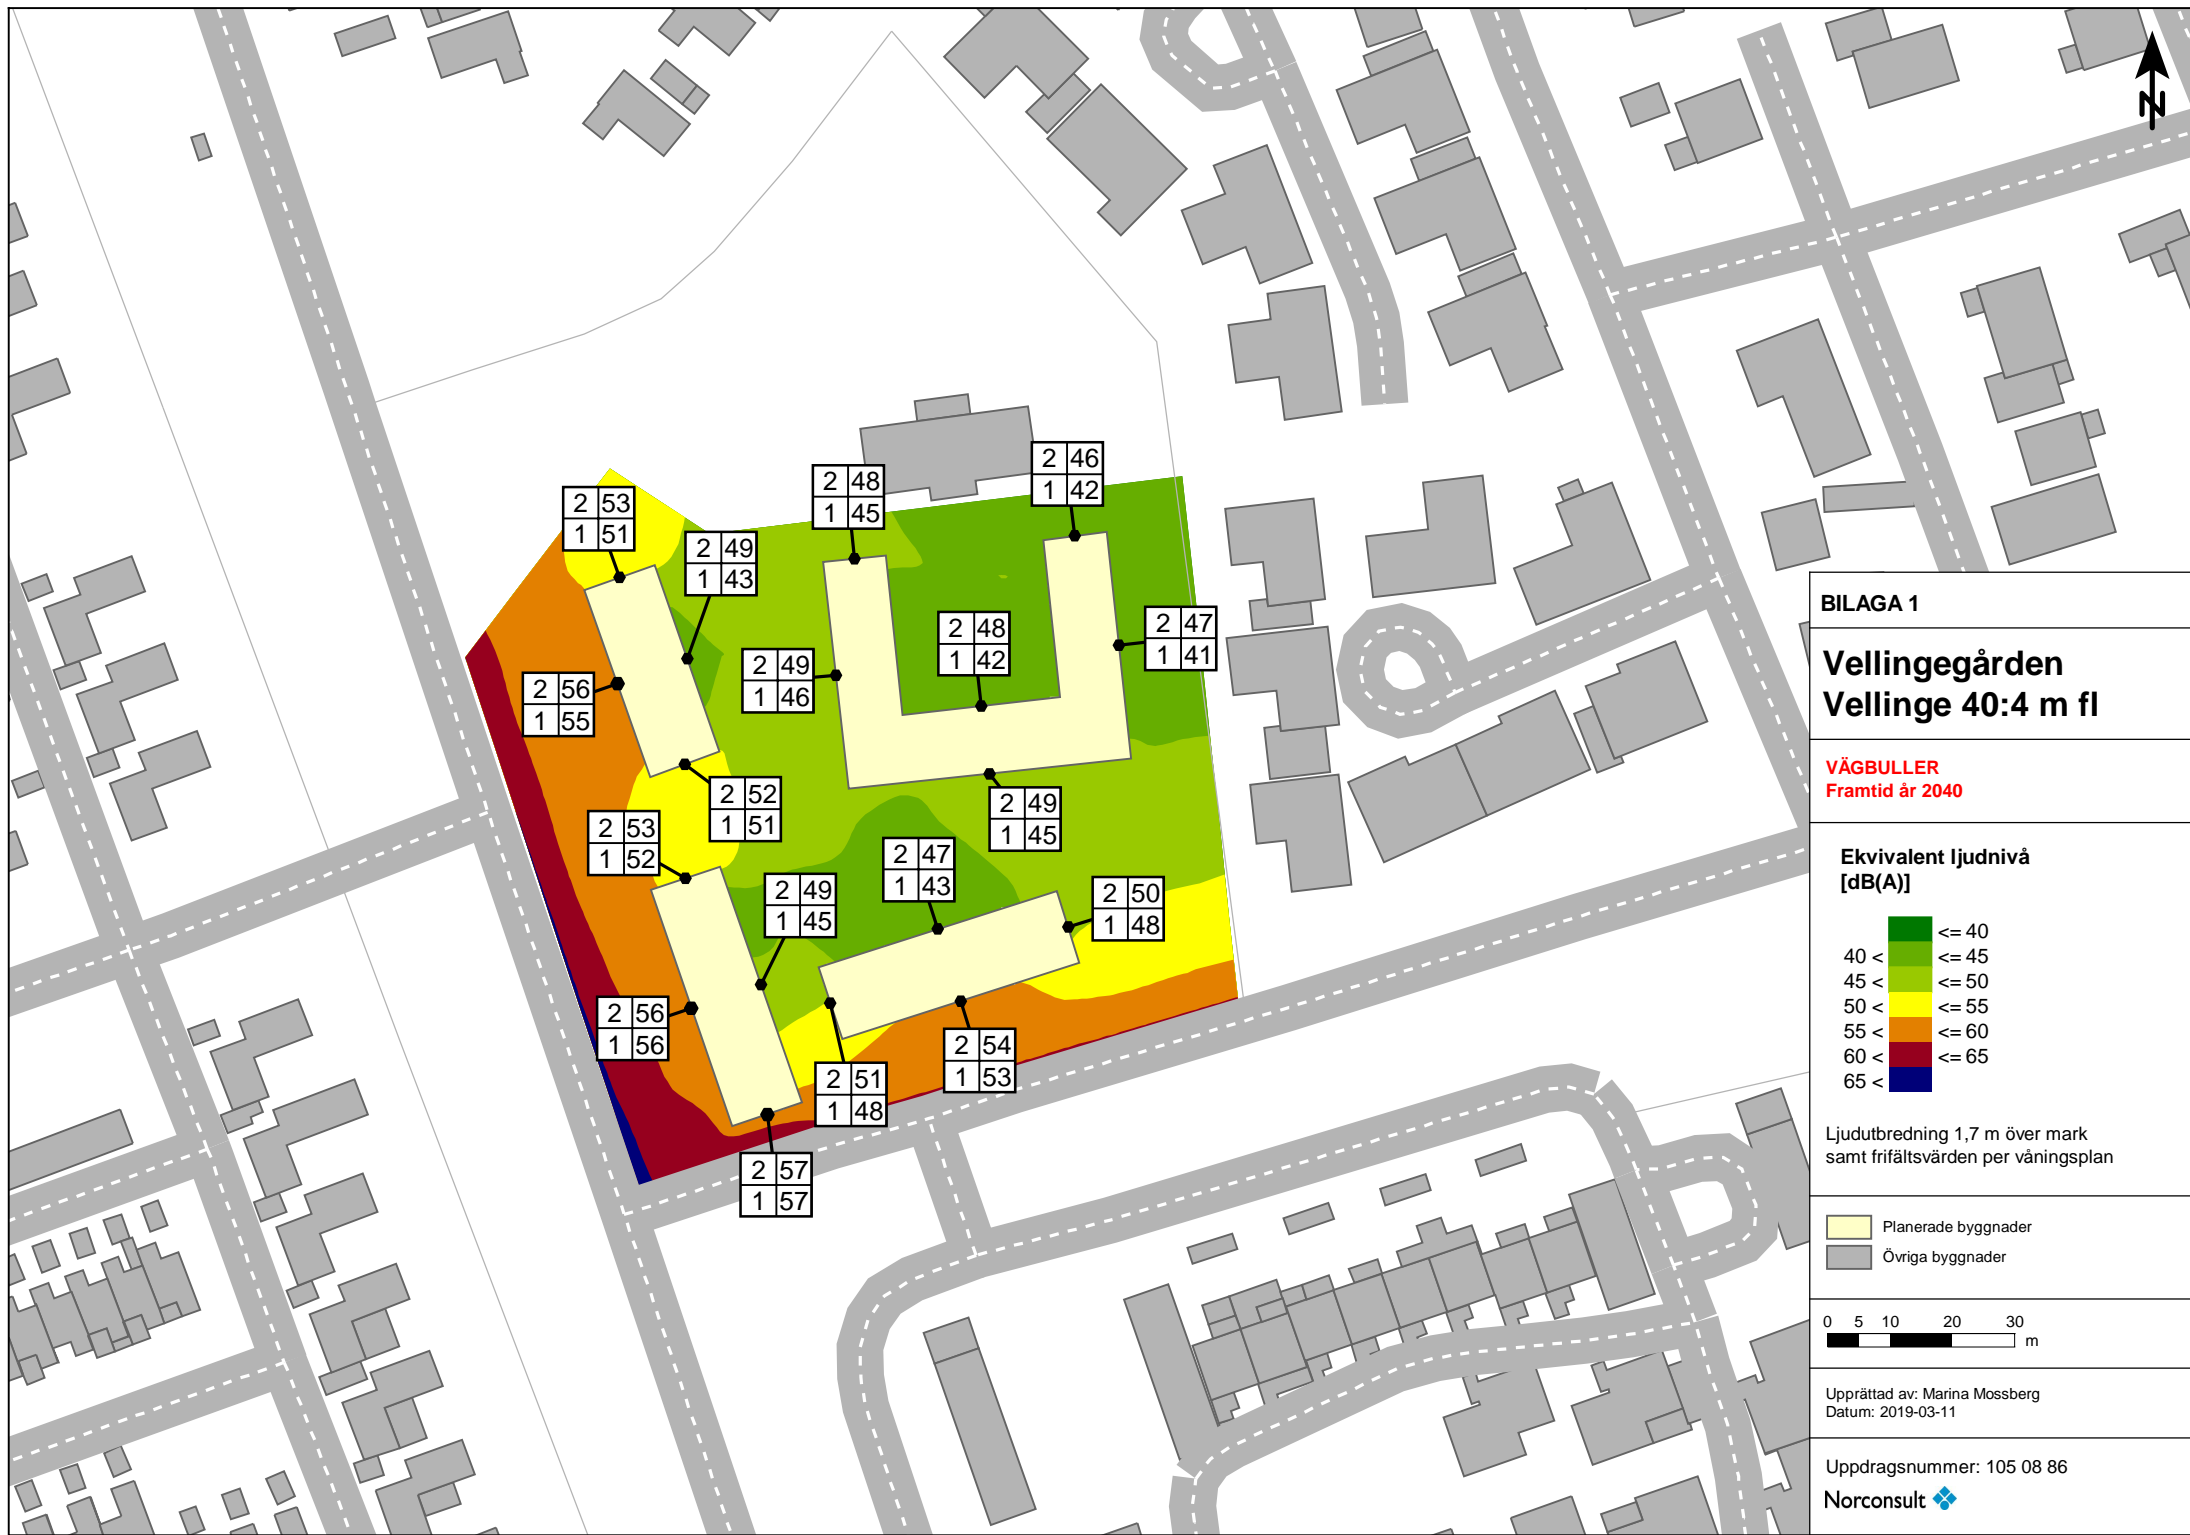 N
2 46
1 42
2 48
1 45
2 53
1 51
2 49
1 43
2 48
1 42
2 47
1 41
2 49
1 46
2 56
1 55
2 52
1 51
2 49
1 45
2 53
1 52
2 47
1 43
2 49
1 45
2 50
1 48
2 56
1 56
2 54
1 53
2 51
1 48
2 57
1 57
BILAGA 1
Vellingegården
Vellinge 40:4 m fl
VÄGBULLER
Framtid år 2040
Ekvivalent ljudnivå
[dB(A)]
<= 40
40 < <= 45
45 < <= 50
50 < <= 55
55 < <= 60
60 < <= 65
65 <
Ljudutbredning 1,7 m över mark
samt frifältsvärden per våningsplan
Planerade byggnader
Övriga byggnader
0 5 10 20 30
m
Upprättad av: Marina Mossberg
Datum: 2019-03-11
Uppdragsnummer: 105 08 86
Norconsult